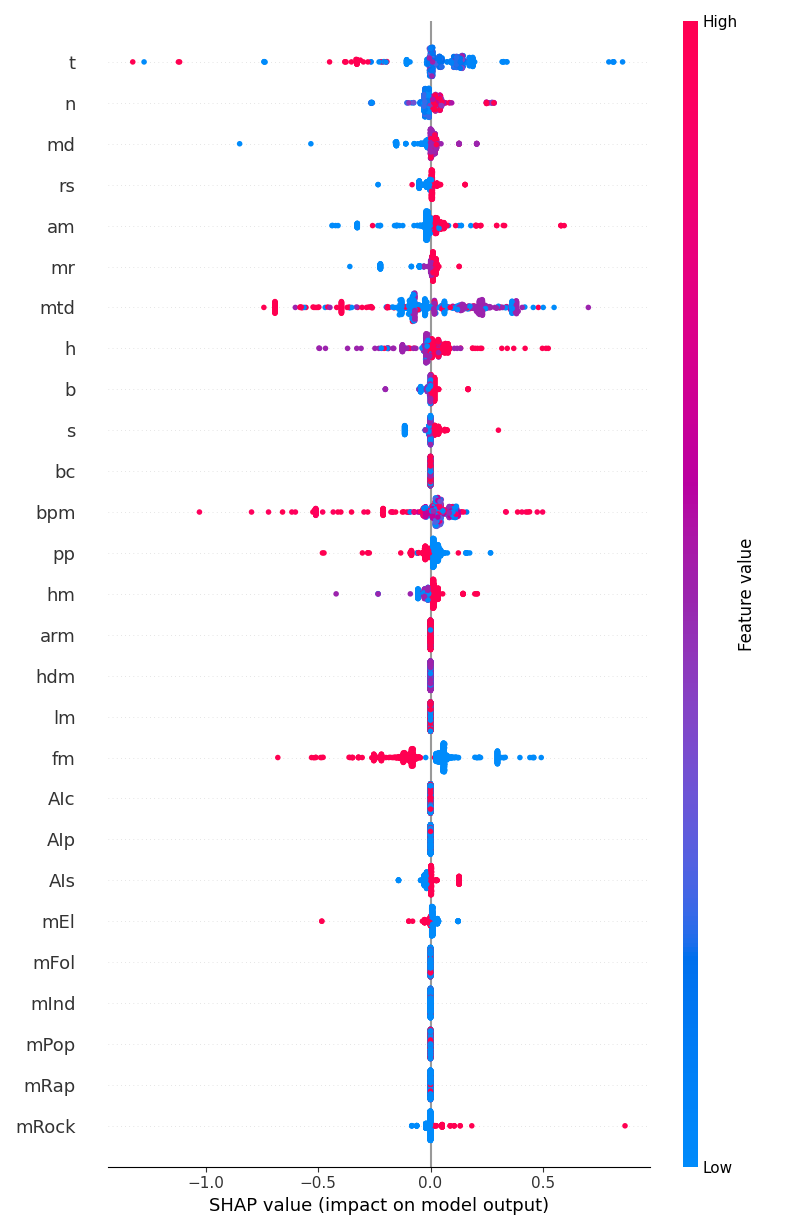 High
t
n
md
rs
am
mr
mtd
h
b
s
bc
bpm
pp
hm
arm
hdm
lm
fm
AIc
AIp
AIs
mEl
mFol
mInd
mPop
mRap
mRock
Feature value
Low
−1.0 −0.5 0.0 0.5
SHAP value (impact on model output)